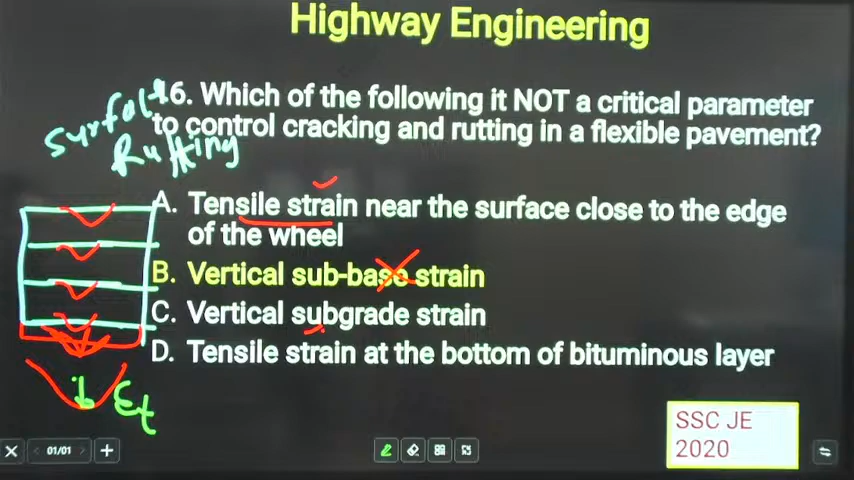 Highway Engineering
16. Which of the following it NOT a critical parameter
to control cracking and rutting in a flexible pavement?
Rutting
A. Tensile strain near the surface close to the edge
of the wheel
B. Vertical sub-base strain
C. Vertical subgrade strain
D. Tensile strain at the bottom of bituminous layer
Et
SSC JE
2020
01/01